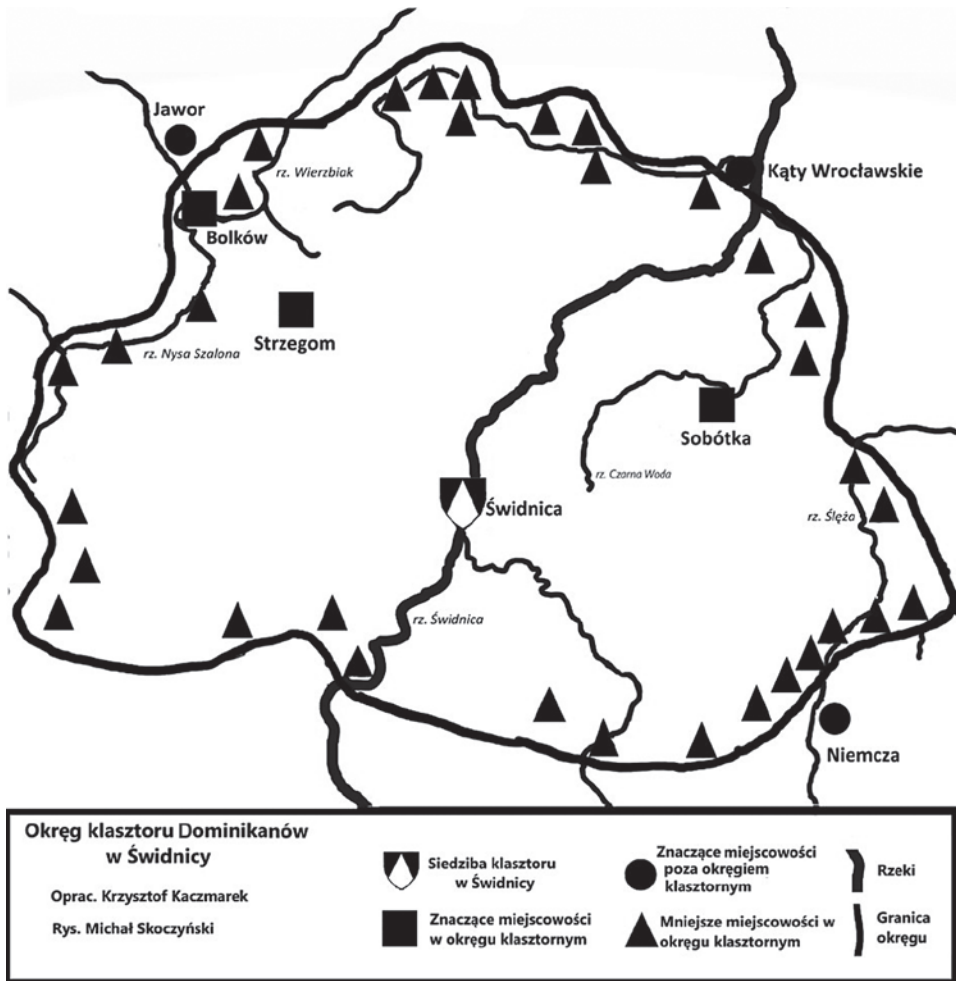 Jawor
rz. Wierzbiak
Kąty Wrocławskie
Bolków
Strzegom
rz. Nysa Szalona
Sobótka
rz. Czarna Woda
Świdnica
rz. Ślęża
rz. Świdnica
Niemcza
Okręg klasztoru Dominikanów
w Świdnicy
Oprac. Krzysztof Kaczmarek
Rys. Michał Skoczyński
Siedziba klasztoru
w Świdnicy
Znaczące miejscowości
w okręgu klasztornym
Znaczące miejscowości
poza okręgiem
klasztornym
Mniejsze miejscowości w
okręgu klasztornym
Rzeki
Granica
okręgu